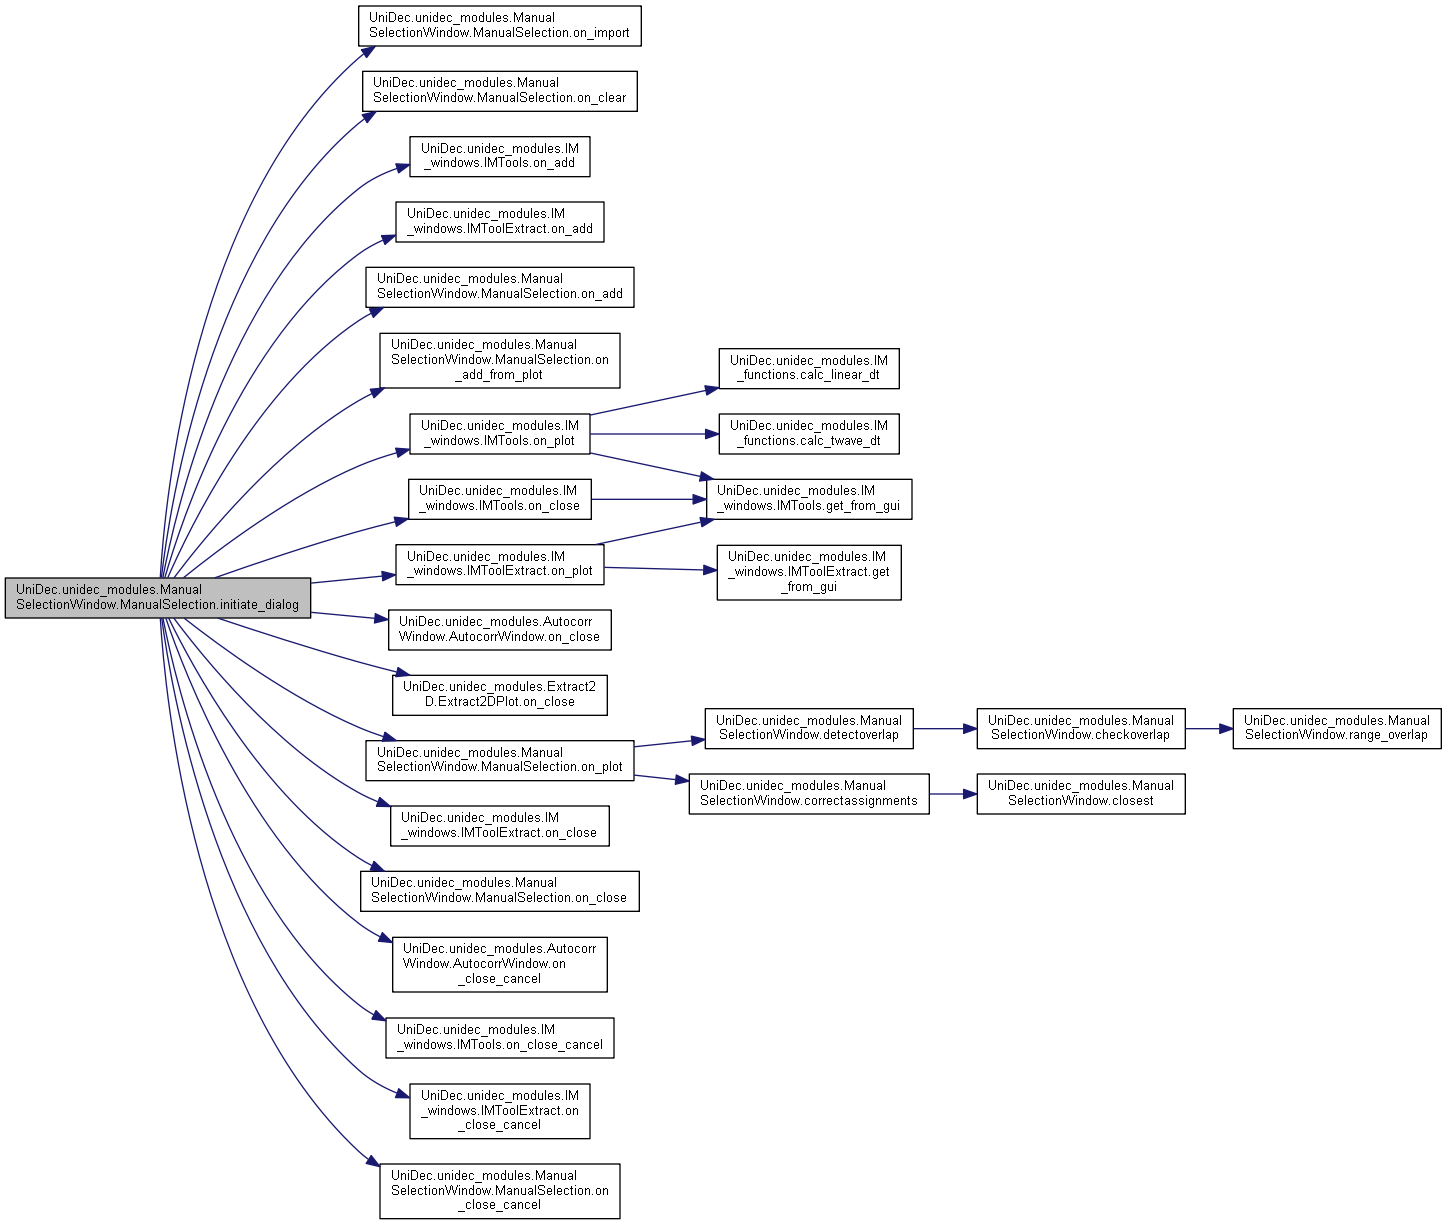 UniDec.unidec_modules.Manual
SelectionWindow.ManualSelection.on_import
UniDec.unidec_modules.Manual
SelectionWindow.ManualSelection.on_clear
UniDec.unidec_modules.IM
_windows.IMTools.on_add
UniDec.unidec_modules.IM
_windows.IMToolExtract.on_add
UniDec.unidec_modules.Manual
SelectionWindow.ManualSelection.on_add
UniDec.unidec_modules.Manual
SelectionWindow.ManualSelection.on
_add_from_plot
UniDec.unidec_modules.IM
_functions.calc_linear_dt
UniDec.unidec_modules.IM
_windows.IMTools.on_plot
UniDec.unidec_modules.IM
_functions.calc_twave_dt
UniDec.unidec_modules.IM
_windows.IMTools.on_close
UniDec.unidec_modules.IM
_windows.IMTools.get_from_gui
UniDec.unidec_modules.IM
_windows.IMToolExtract.on_plot
UniDec.unidec_modules.IM
_windows.IMToolExtract.get
_from_gui
UniDec.unidec_modules.Manual
SelectionWindow.ManualSelection.initiate_dialog
UniDec.unidec_modules.Autocorr
Window.AutocorrWindow.on_close
UniDec.unidec_modules.Extract2
D.Extract2DPlot.on_close
UniDec.unidec_modules.Manual
SelectionWindow.ManualSelection.on_plot
UniDec.unidec_modules.Manual
SelectionWindow.detectoverlap
UniDec.unidec_modules.Manual
SelectionWindow.checkoverlap
UniDec.unidec_modules.Manual
SelectionWindow.range_overlap
UniDec.unidec_modules.Manual
SelectionWindow.correctassignments
UniDec.unidec_modules.Manual
SelectionWindow.closest
UniDec.unidec_modules.IM
_windows.IMToolExtract.on_close
UniDec.unidec_modules.Manual
SelectionWindow.ManualSelection.on_close
UniDec.unidec_modules.Autocorr
Window.AutocorrWindow.on
_close_cancel
UniDec.unidec_modules.IM
_windows.IMTools.on_close_cancel
UniDec.unidec_modules.IM
_windows.IMToolExtract.on
_close_cancel
UniDec.unidec_modules.Manual
SelectionWindow.ManualSelection.on
_close_cancel